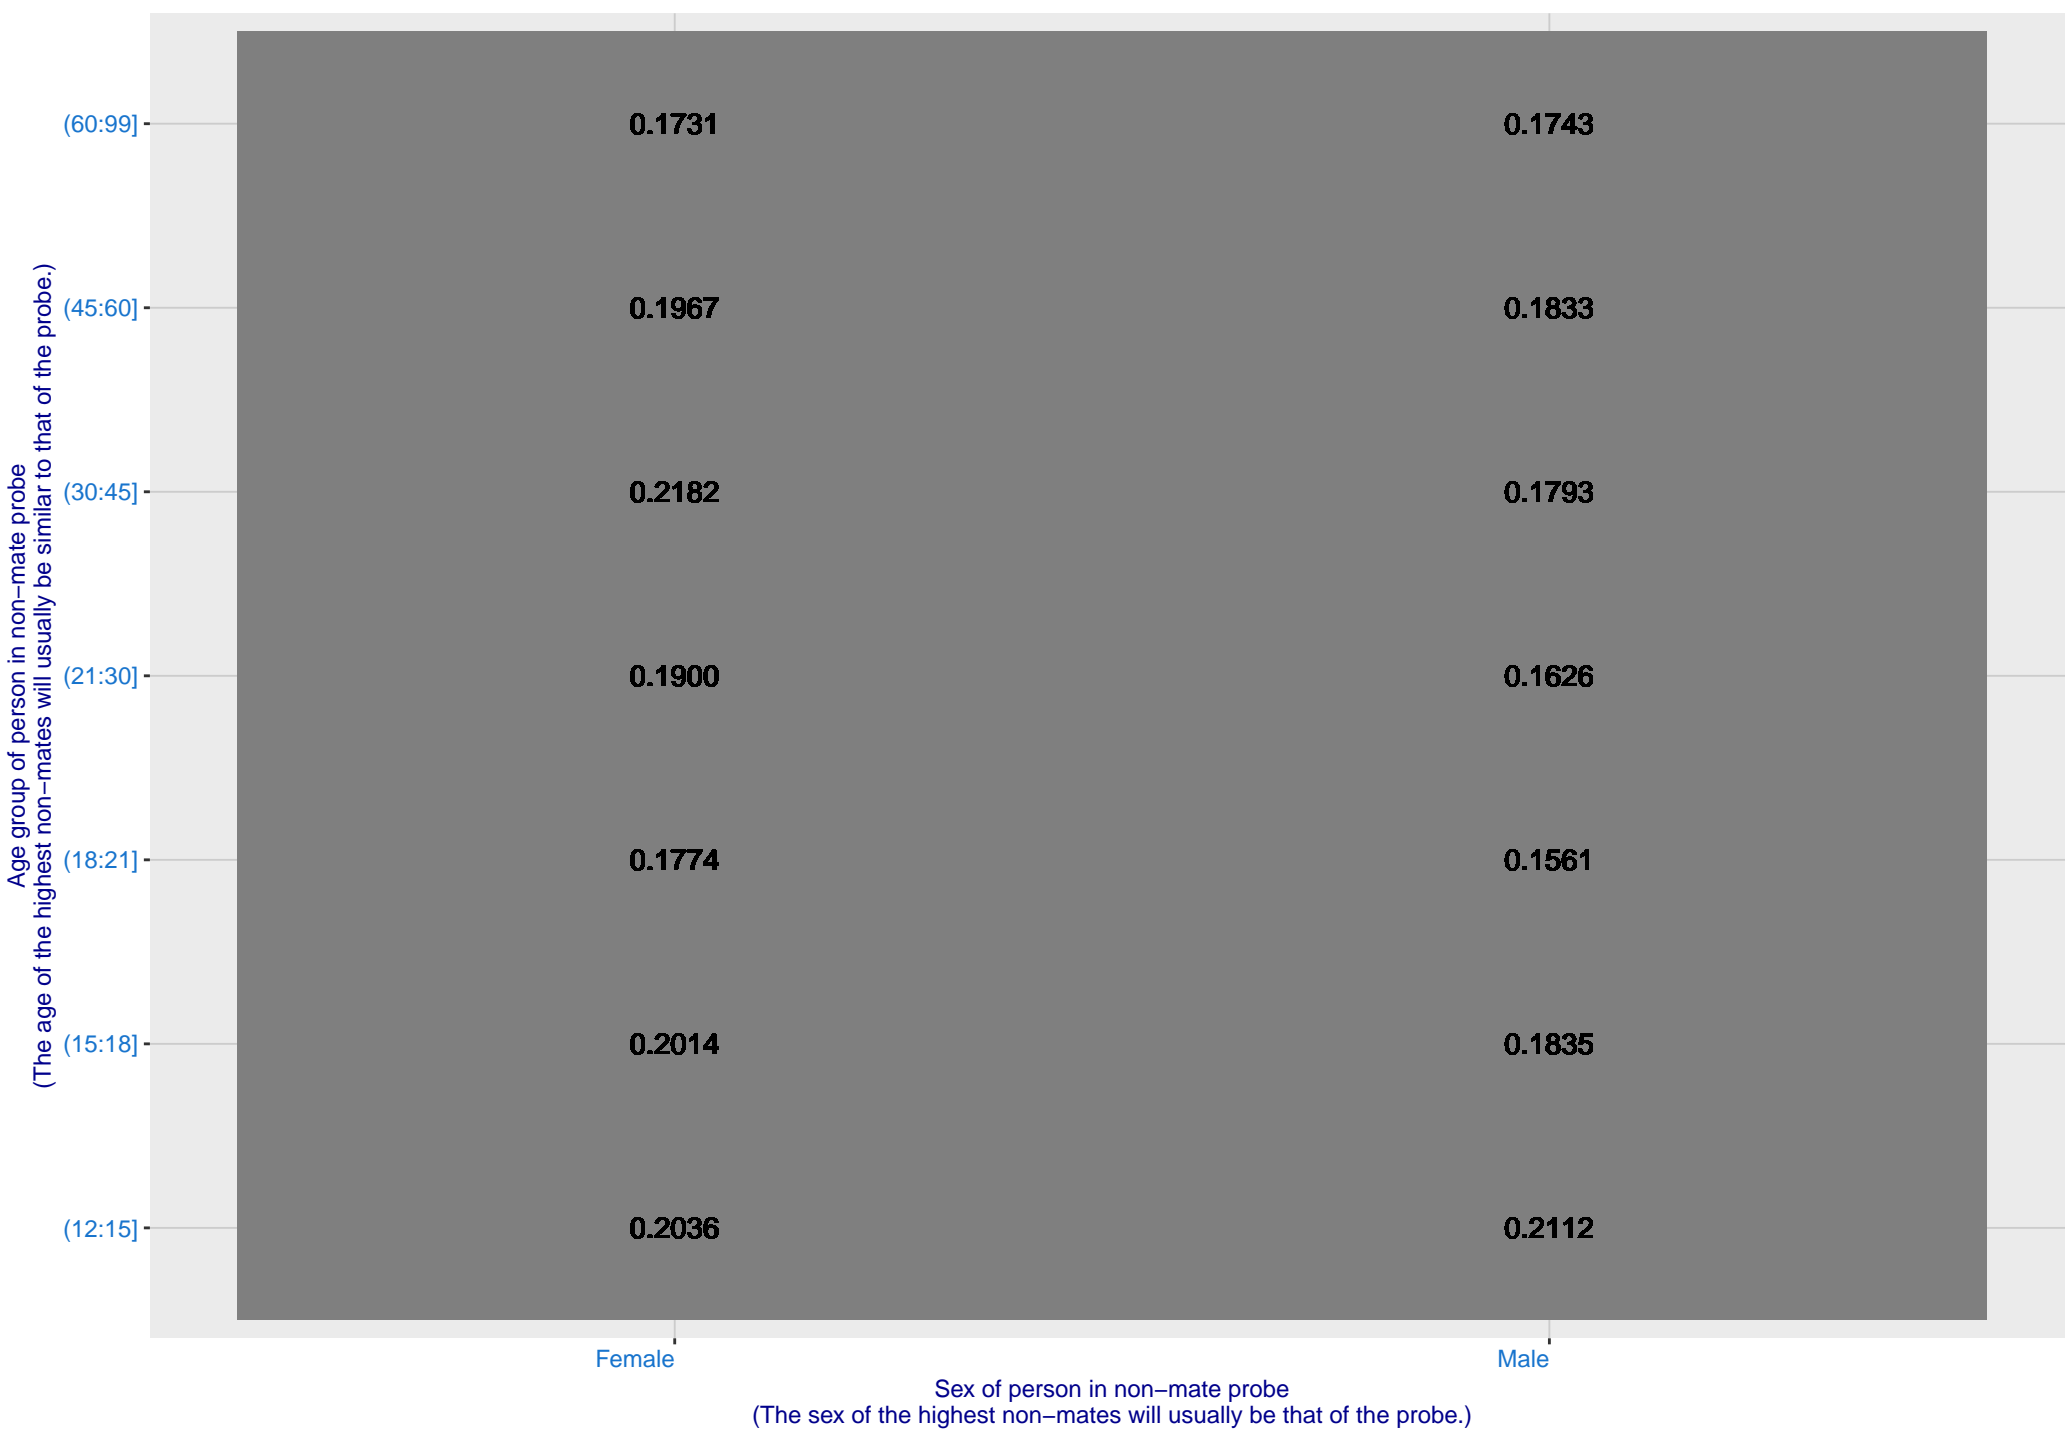 Age group of person in non−mate probe
(The age of the highest non−mates will usually be similar to that of the probe.)
(60:99] 0.1731 0.1743
(45:60] 0.1967 0.1833
(30:45] 0.2182 0.1793
(21:30] 0.1900 0.1626
(18:21] 0.1774 0.1561
(15:18] 0.2014 0.1835
(12:15] 0.2036 0.2112
Female Male
Sex of person in non−mate probe
(The sex of the highest non−mates will usually be that of the probe.)